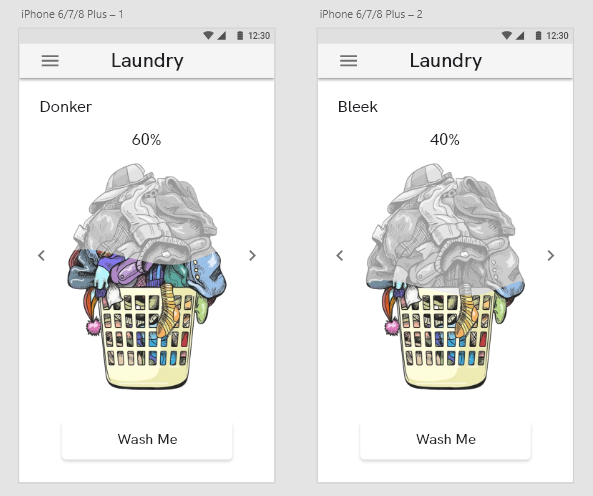 iPhone 6/7/8 Plus – 1
12:30
Laundry
Donker
60%
Wash Me
iPhone 6/7/8 Plus – 2
12:30
Laundry
Bleek
40%
Wash Me